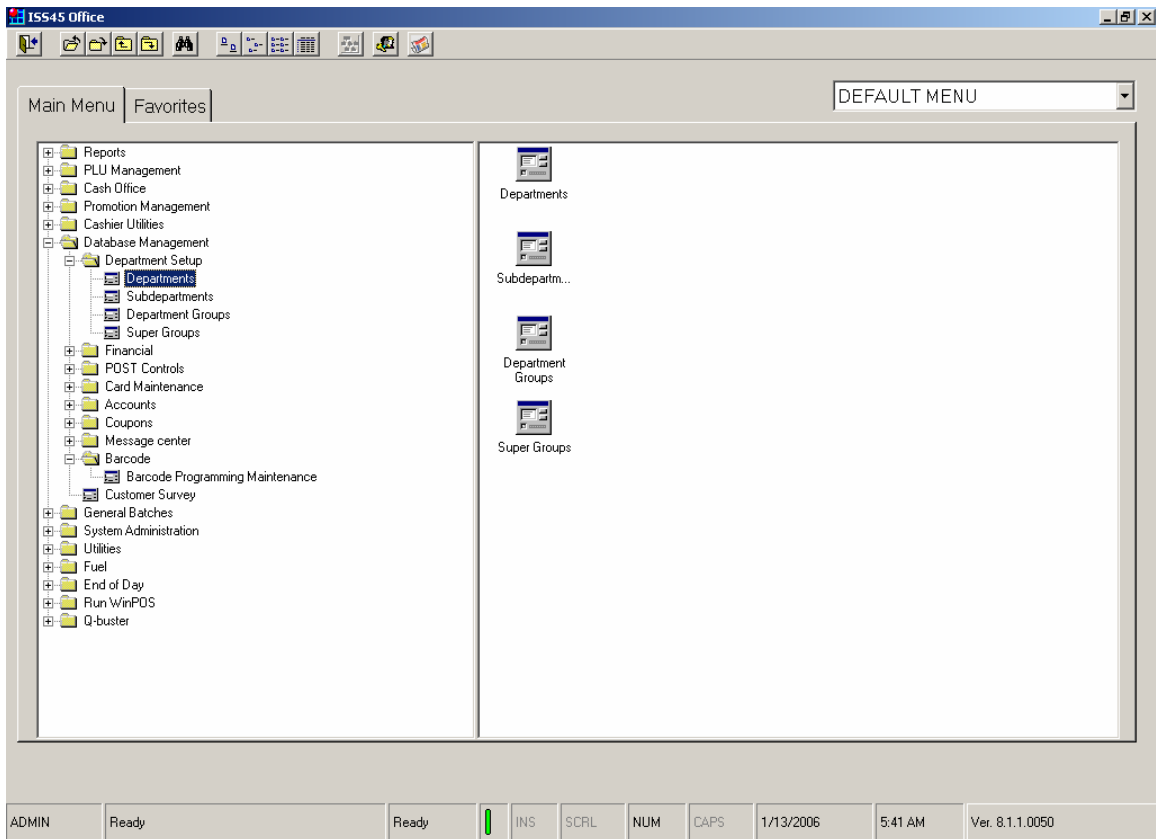 ISS45 Office
Main Menu
Favorites
DEFAULT MENU
Reports
PLU Management
Cash Office
Promotion Management
Cashier Utilities
Database Management
Department Setup
Departments
Subdepartments
Department Groups
Super Groups
Financial
POST Controls
Card Maintenance
Accounts
Coupons
Message center
Barcode
Barcode Programming Maintenance
Customer Survey
General Batches
System Administration
Utilities
Fuel
End of Day
Run WinPOS
Q-buster
Departments
Subdepartm...
Department
Groups
Super Groups
ADMIN Ready Ready INS SCRL NUM CAPS 1/13/2006 5:41 AM Ver. 8.1.1.0050